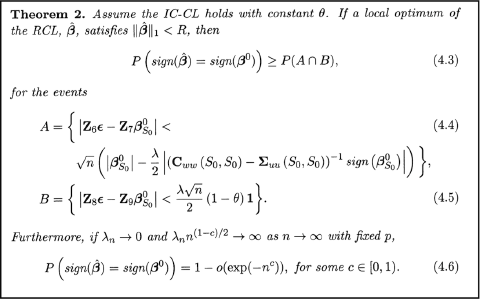 Theorem 2. Assume the IC-CL holds with constant θ. If a local optimum
of the RCL, β̂, satisfies ‖β̂‖₁ < R, then
P(sign(β̂) = sign(β⁰)) ≥ P(A ∩ B), (4.3)
for the events
A = { |Z₆ϵ − Z₇β⁰_{S₀}| < (4.4)
√n (|β⁰_{S₀}| − λ/2 |(C_{ww}(S₀, S₀) − Σ_{uu}(S₀, S₀))⁻¹ sign(β⁰_{S₀})|) },
B = { |Z₈ϵ − Z₉β⁰_{S₀}| < λ√n/2 (1 − θ) 1 }. (4.5)
Furthermore, if λₙ → 0 and λₙn^{(1−c)/2} → ∞ as n → ∞ with fixed p,
P(sign(β̂) = sign(β⁰)) = 1 − o(exp(−n^c)), for some c ∈ [0, 1). (4.6)